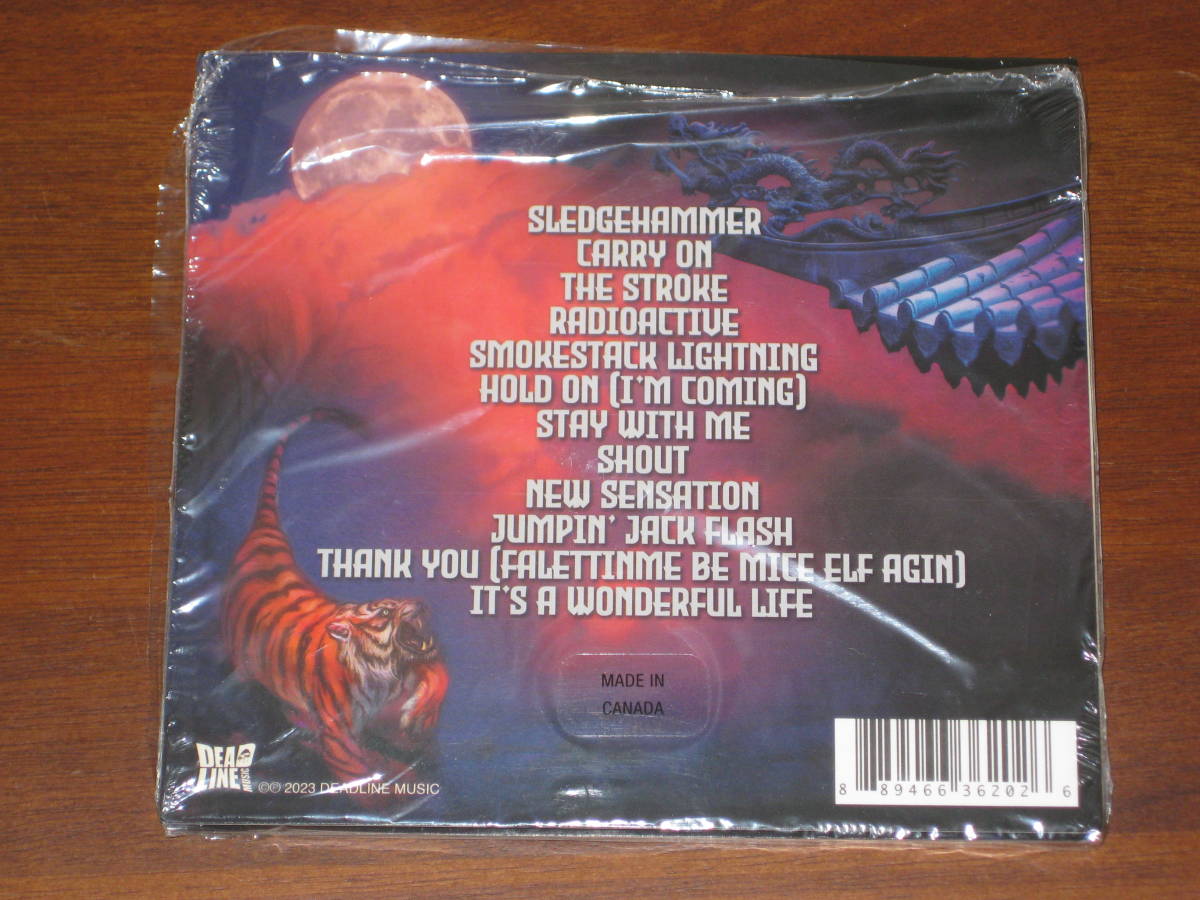 SLEDGEHAMMER
CARRY ON
THE STROKE
RADIOACTIVE
SMOKESTACK LIGHTNING
HOLD ON (I'M COMING)
STAY WITH ME
SHOUT
NEW SENSATION
JUMPIN' JACK FLASH
THANK YOU (FALETTINME BE MICE ELF AGIN)
IT'S A WONDERFUL LIFE
MADE IN
CANADA
DEAD
LINE MUSIC
℗© 2023 DEADLINE MUSIC
8 89466 36202 6